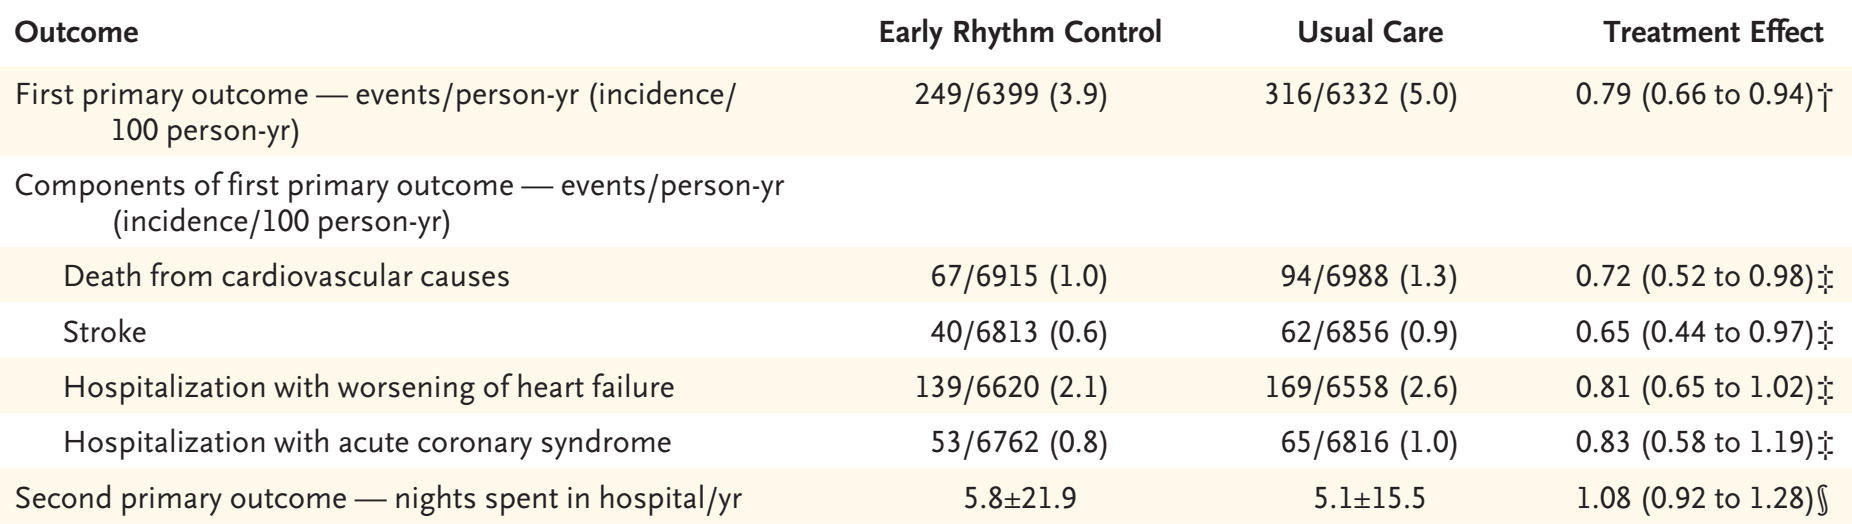 Outcome Early Rhythm Control Usual Care Treatment Effect
First primary outcome — events/person-yr (incidence/ 249/6399 (3.9) 316/6332 (5.0) 0.79 (0.66 to 0.94)†
100 person-yr)
Components of first primary outcome — events/person-yr
(incidence/100 person-yr)
Death from cardiovascular causes 67/6915 (1.0) 94/6988 (1.3) 0.72 (0.52 to 0.98)‡
Stroke 40/6813 (0.6) 62/6856 (0.9) 0.65 (0.44 to 0.97)‡
Hospitalization with worsening of heart failure 139/6620 (2.1) 169/6558 (2.6) 0.81 (0.65 to 1.02)‡
Hospitalization with acute coronary syndrome 53/6762 (0.8) 65/6816 (1.0) 0.83 (0.58 to 1.19)‡
Second primary outcome — nights spent in hospital/yr 5.8±21.9 5.1±15.5 1.08 (0.92 to 1.28)§